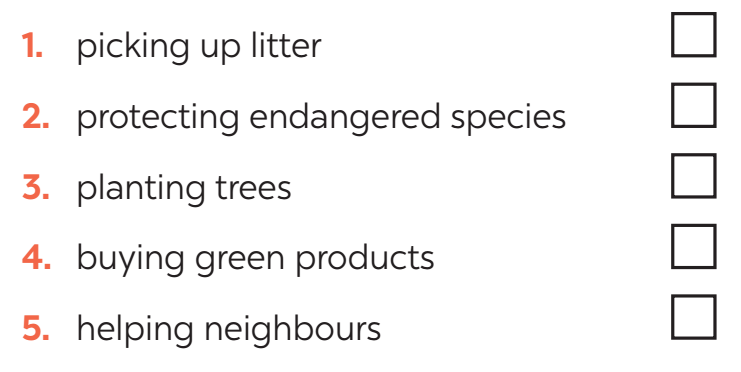 1. picking up litter
2. protecting endangered species
3. planting trees
4. buying green products
5. helping neighbours